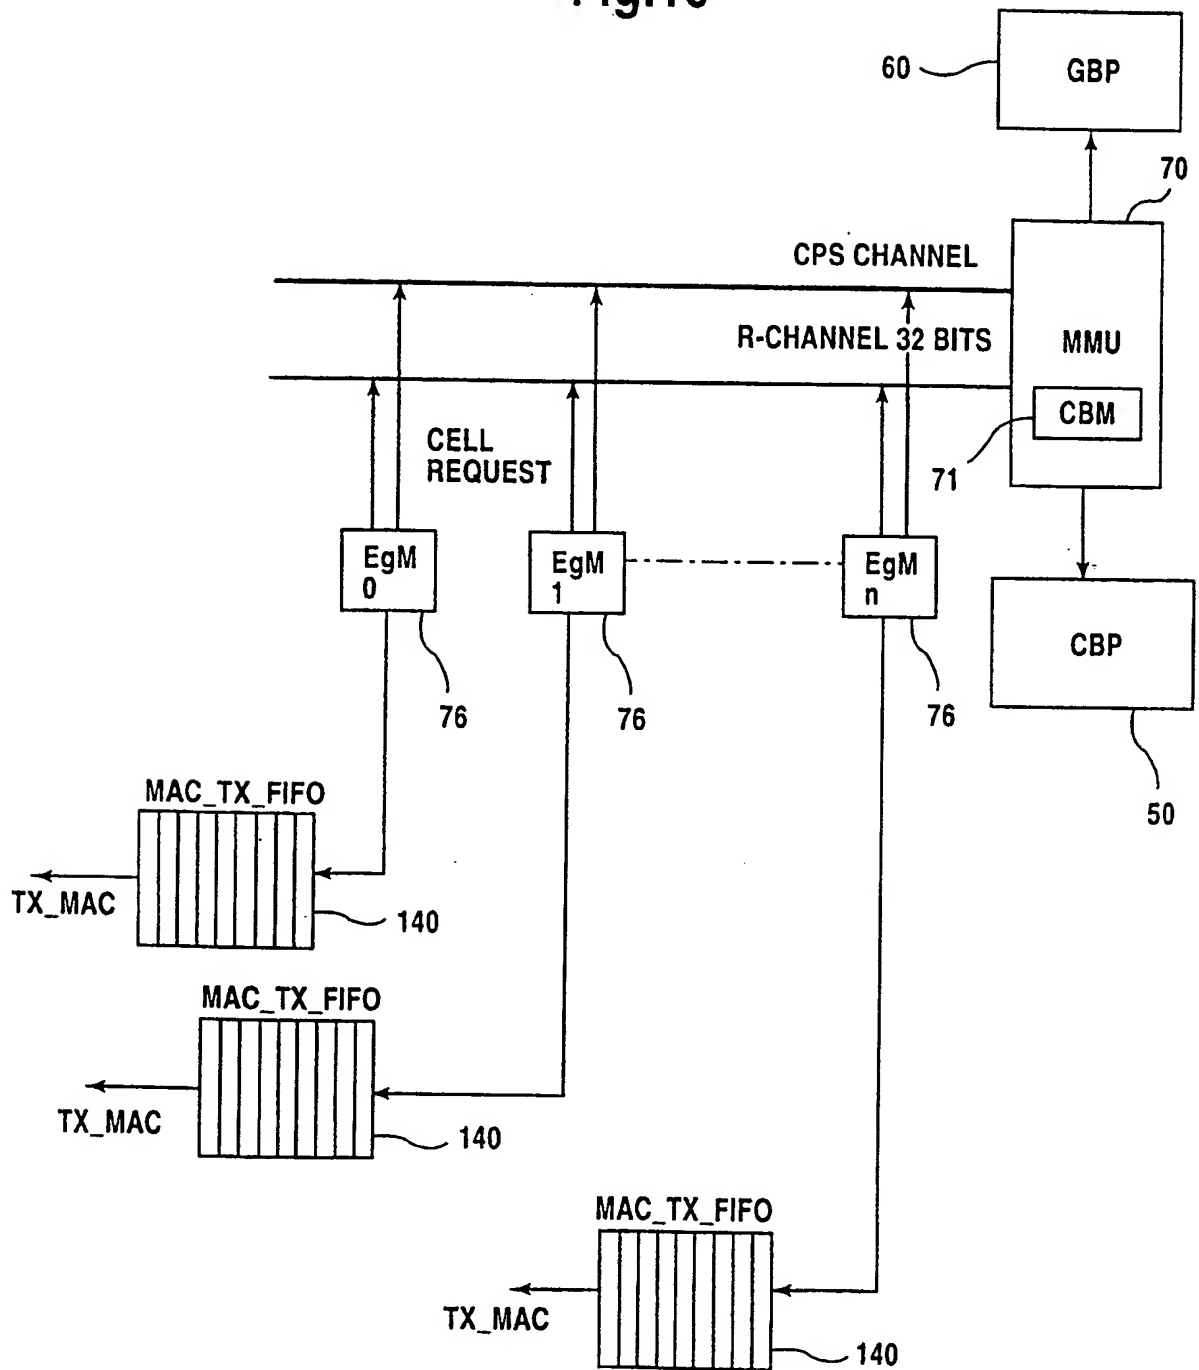 60
GBP
70
CPS CHANNEL
R-CHANNEL 32 BITS
MMU
CBM
71
CELL
REQUEST
EgM
0
EgM
1
EgM
n
76
76
76
CBP
50
MAC_TX_FIFO
TX_MAC
140
MAC_TX_FIFO
TX_MAC
140
MAC_TX_FIFO
TX_MAC
140